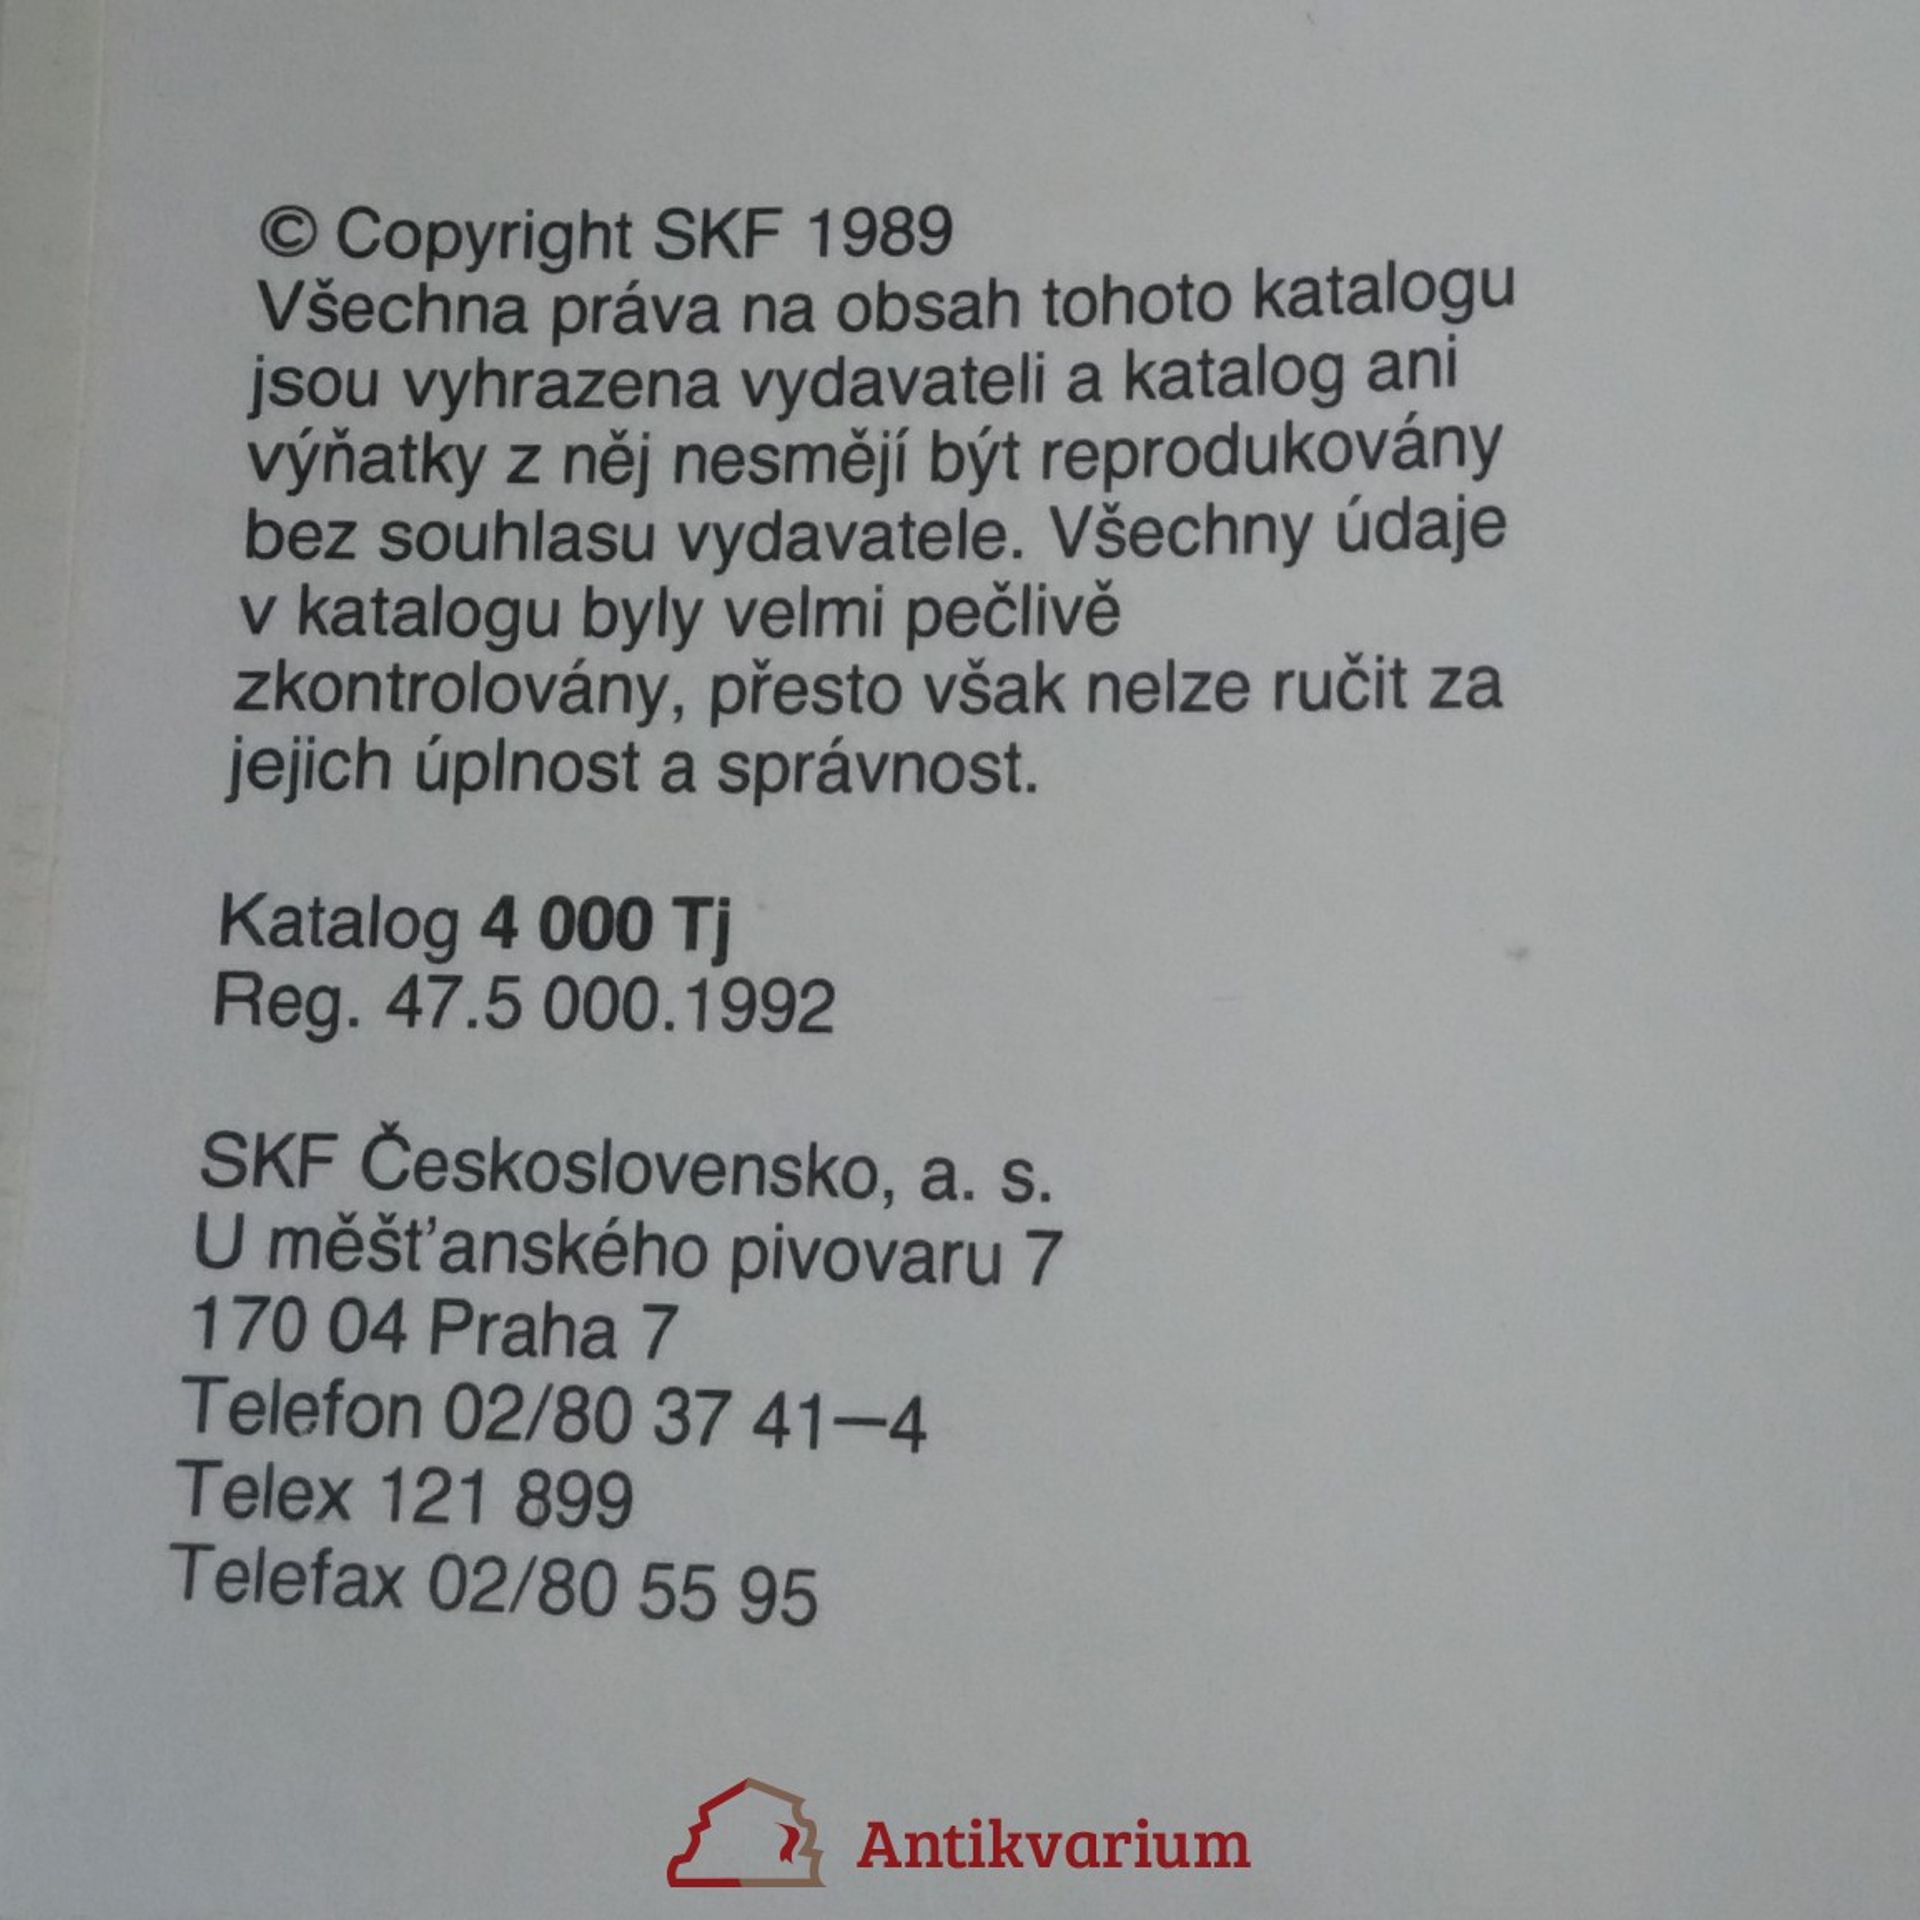 © Copyright SKF 1989
Všechna práva na obsah tohoto katalogu
jsou vyhrazena vydavateli a katalog ani
výňatky z něj nesmějí být reprodukovány
bez souhlasu vydavatele. Všechny údaje
v katalogu byly velmi pečlivě
zkontrolovány, přesto však nelze ručit za
jejich úplnost a správnost.
Katalog 4 000 Tj
Reg. 47.5 000.1992
SKF Československo, a. s.
U měšt'anského pivovaru 7
170 04 Praha 7
Telefon 02/80 37 41—4
Telex 121 899
Telefax 02/80 55 95
Antikvarium